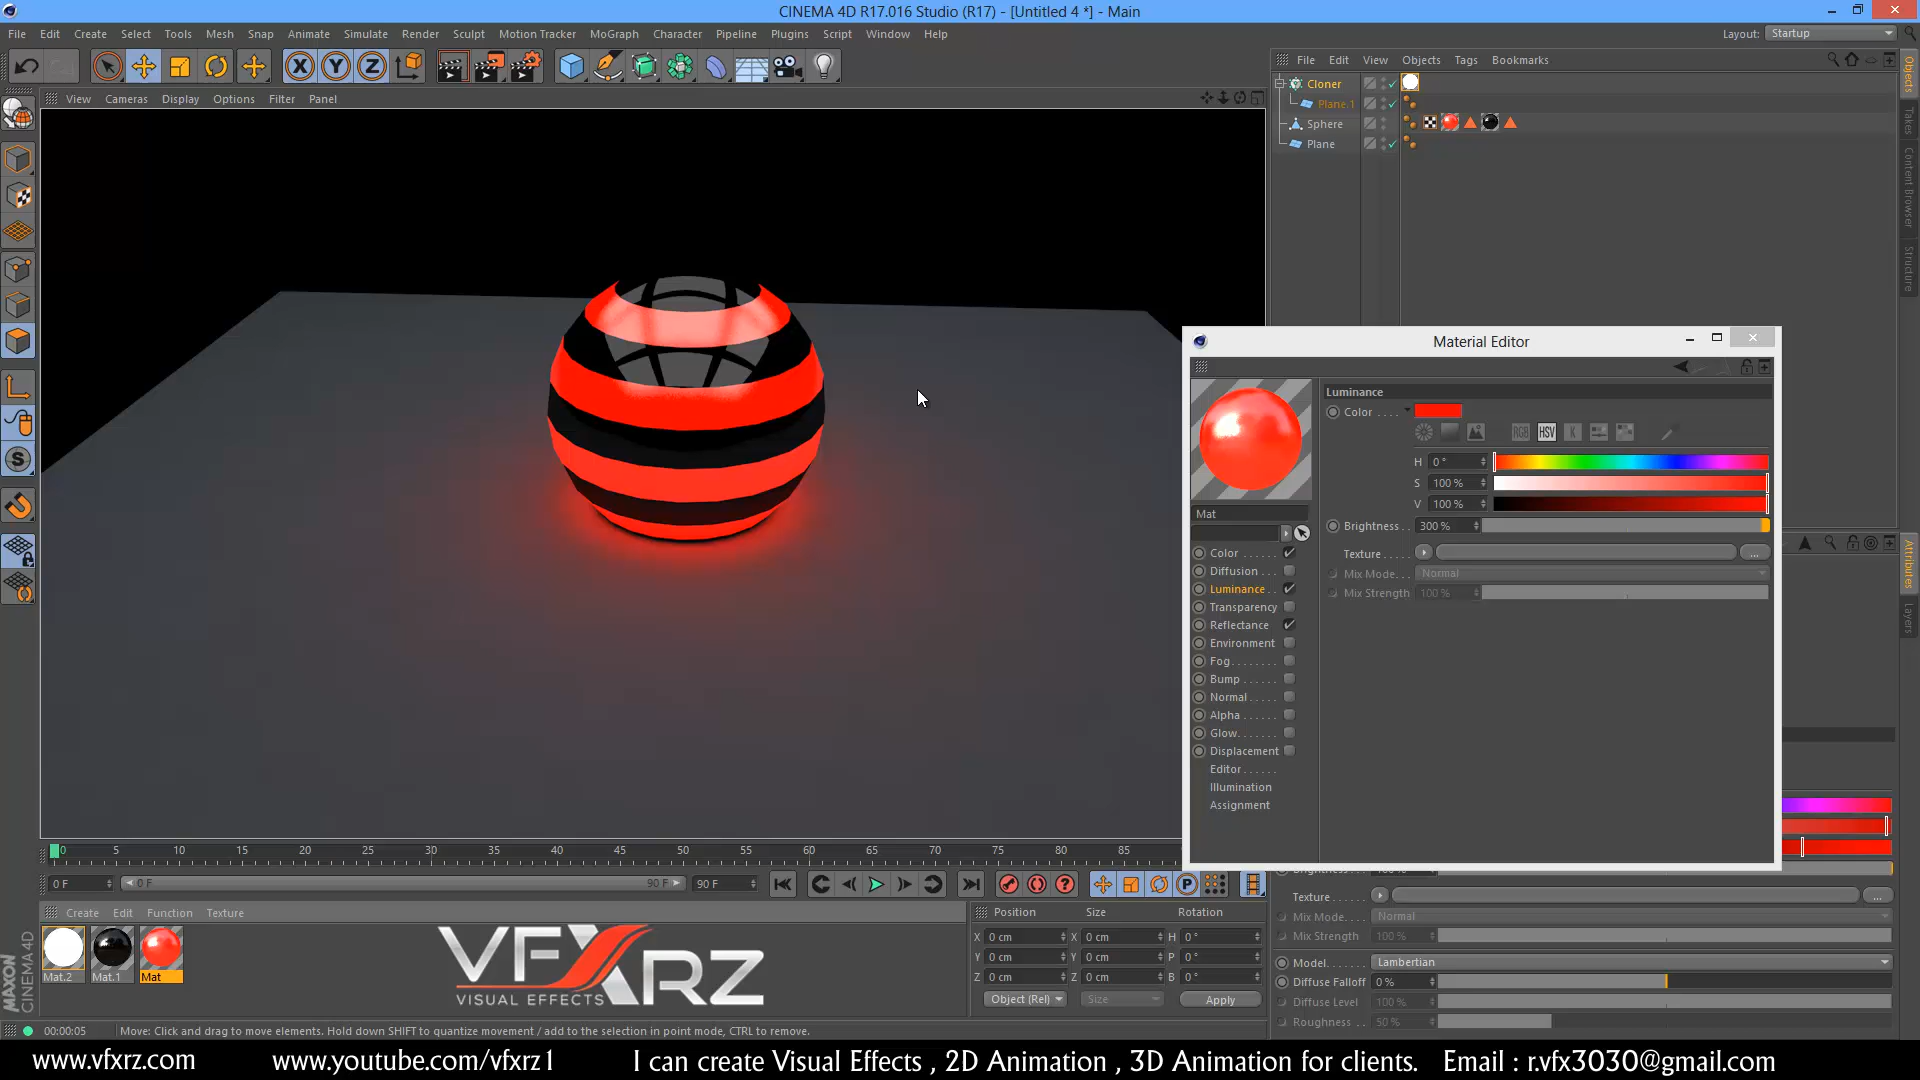 CINEMA 4D R17.016 Studio (R17) - [Untitled 4 *] - Main
File Edit Create Select Tools Mesh Snap Animate Simulate Render Sculpt Motion Tracker MoGraph Character Pipeline Plugins Script Window Help
Layout: Startup
X Y Z
File Edit View Objects Tags Bookmarks
View Cameras Display Options Filter Panel
Cloner
Plane.1
Sphere
Plane
Objects
Takes
Content Browser
Structure
Attributes
Layers
Material Editor
Luminance
Color . . . .
RGB HSV K
H 0 °
S 100 %
V 100 %
Brightness . . 300 %
Texture . . . . . ...
Mix Mode. . . Normal
Mix Strength 100 %
Mat
Color . . . . . .
Diffusion . . .
Luminance . .
Transparency
Reflectance
Environment
Fog. . . . . . . .
Bump . . . . . .
Normal . . . . .
Alpha . . . . . .
Glow. . . . . . .
Displacement
Editor . . . . . .
Illumination
Assignment
0 5 10 15 20 25 30 35 40 45 50 55 60 65 70 75 80 85
0 F 0 F 90 F 90 F
P
Create Edit Function Texture
Mat.2 Mat.1 Mat
VFXRZ
VISUAL EFFECTS
MAXON
CINEMA 4D
Position Size Rotation
X 0 cm X 0 cm H 0 °
Y 0 cm Y 0 cm P 0 °
Z 0 cm Z 0 cm B 0 °
Object (Rel) Size Apply
Texture . . . . . ...
Mix Mode. . . . Normal
Mix Strength . 100 %
Model. . . . . . Lambertian
Diffuse Falloff 0 %
Diffuse Level 100 %
Roughness . . 50 %
00:00:05 Move: Click and drag to move elements. Hold down SHIFT to quantize movement / add to the selection in point mode, CTRL to remove.
www.vfxrz.com www.youtube.com/vfxrz1 I can create Visual Effects , 2D Animation , 3D Animation for clients. Email : r.vfx3030@gmail.com